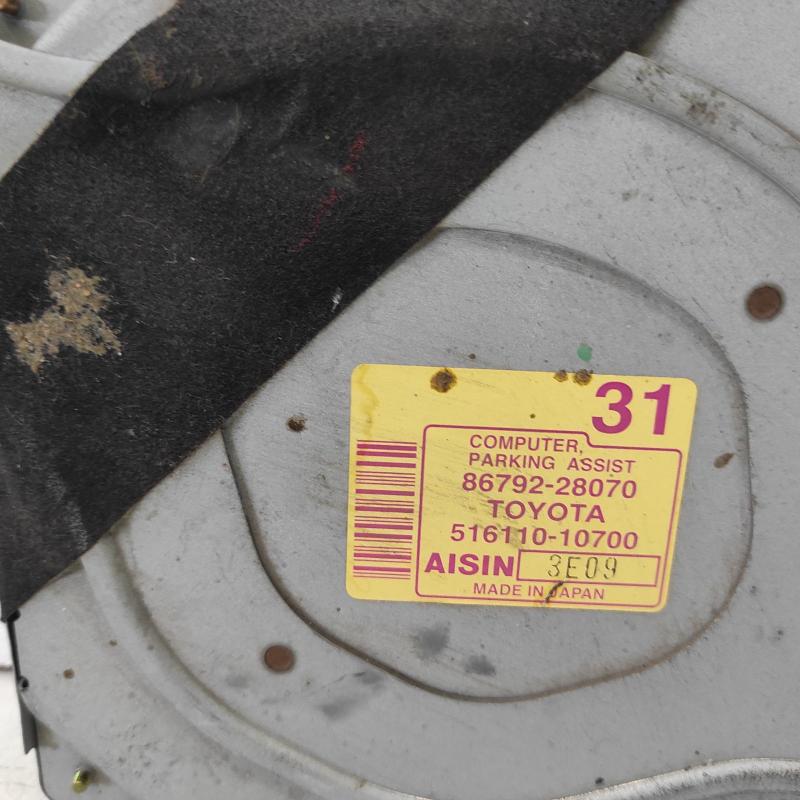 31
COMPUTER,
PARKING ASSIST
86792-28070
TOYOTA
516110-10700
AISIN 3E09
MADE IN JAPAN